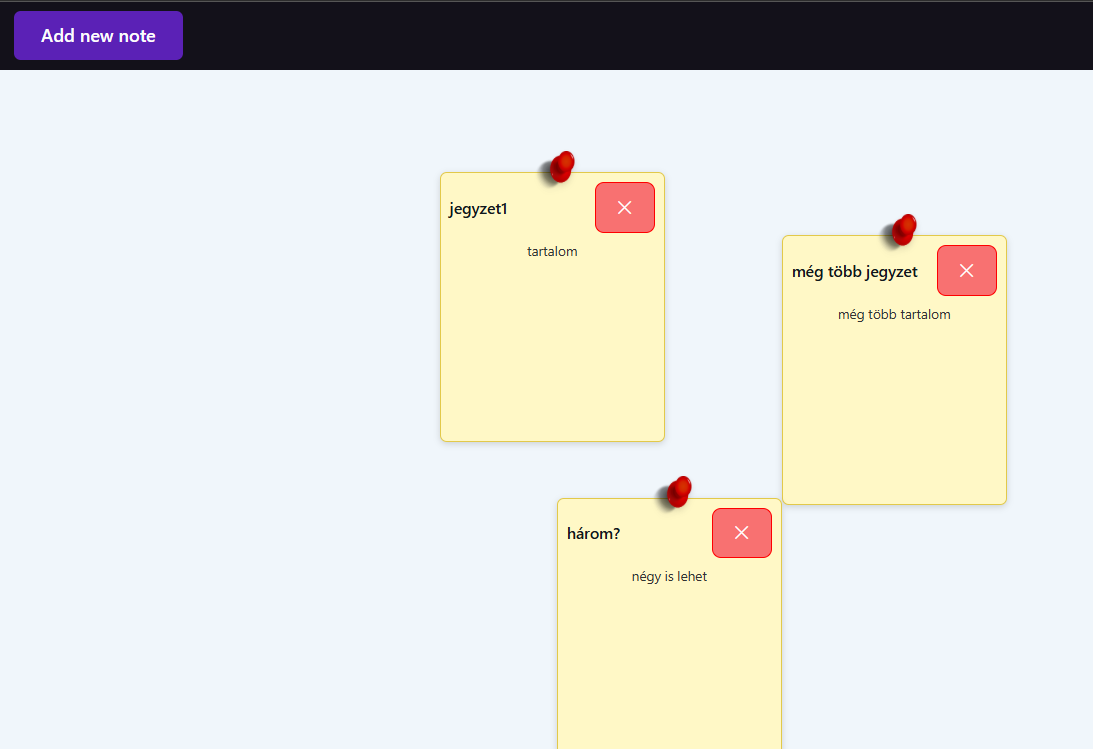 Add new note
jegyzet1
tartalom
még több jegyzet
még több tartalom
három?
négy is lehet